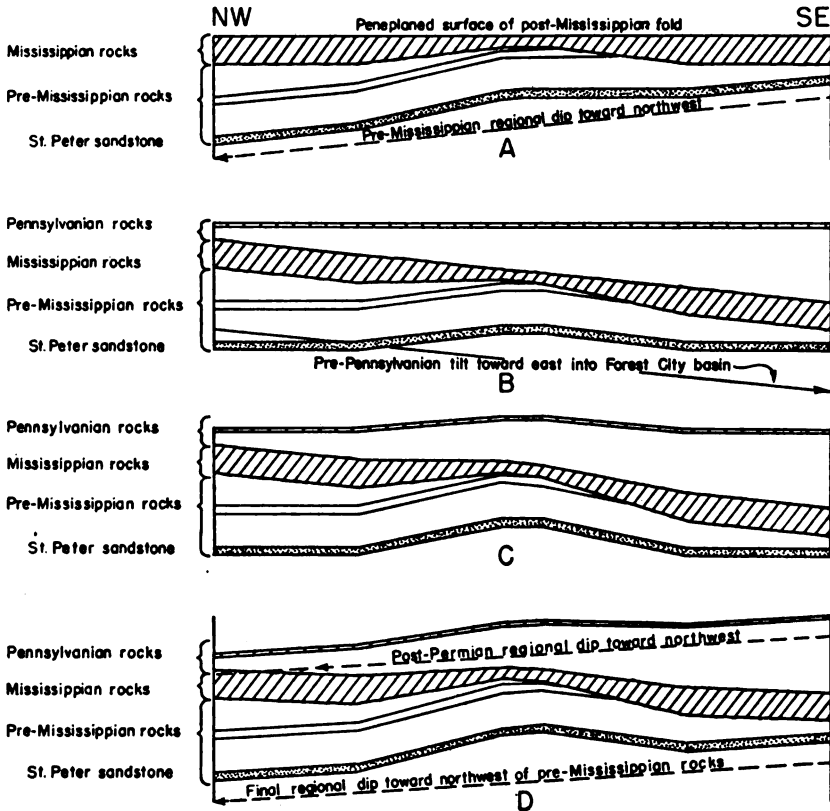 NW
SE
Peneplaned surface of post-Mississippian fold
Mississippian rocks
Pre-Mississippian rocks
St. Peter sandstone
Pre-Mississippian regional dip toward northwest
A
Pennsylvanian rocks
Mississippian rocks
Pre-Mississippian rocks
St. Peter sandstone
Pre-Pennsylvanian tilt toward east into Forest City basin
B
Pennsylvanian rocks
Mississippian rocks
Pre-Mississippian rocks
St. Peter sandstone
C
Post-Permian regional dip toward northwest
Pennsylvanian rocks
Mississippian rocks
Pre-Mississippian rocks
St. Peter sandstone
Final regional dip toward northwest of pre-Mississippian rocks
D